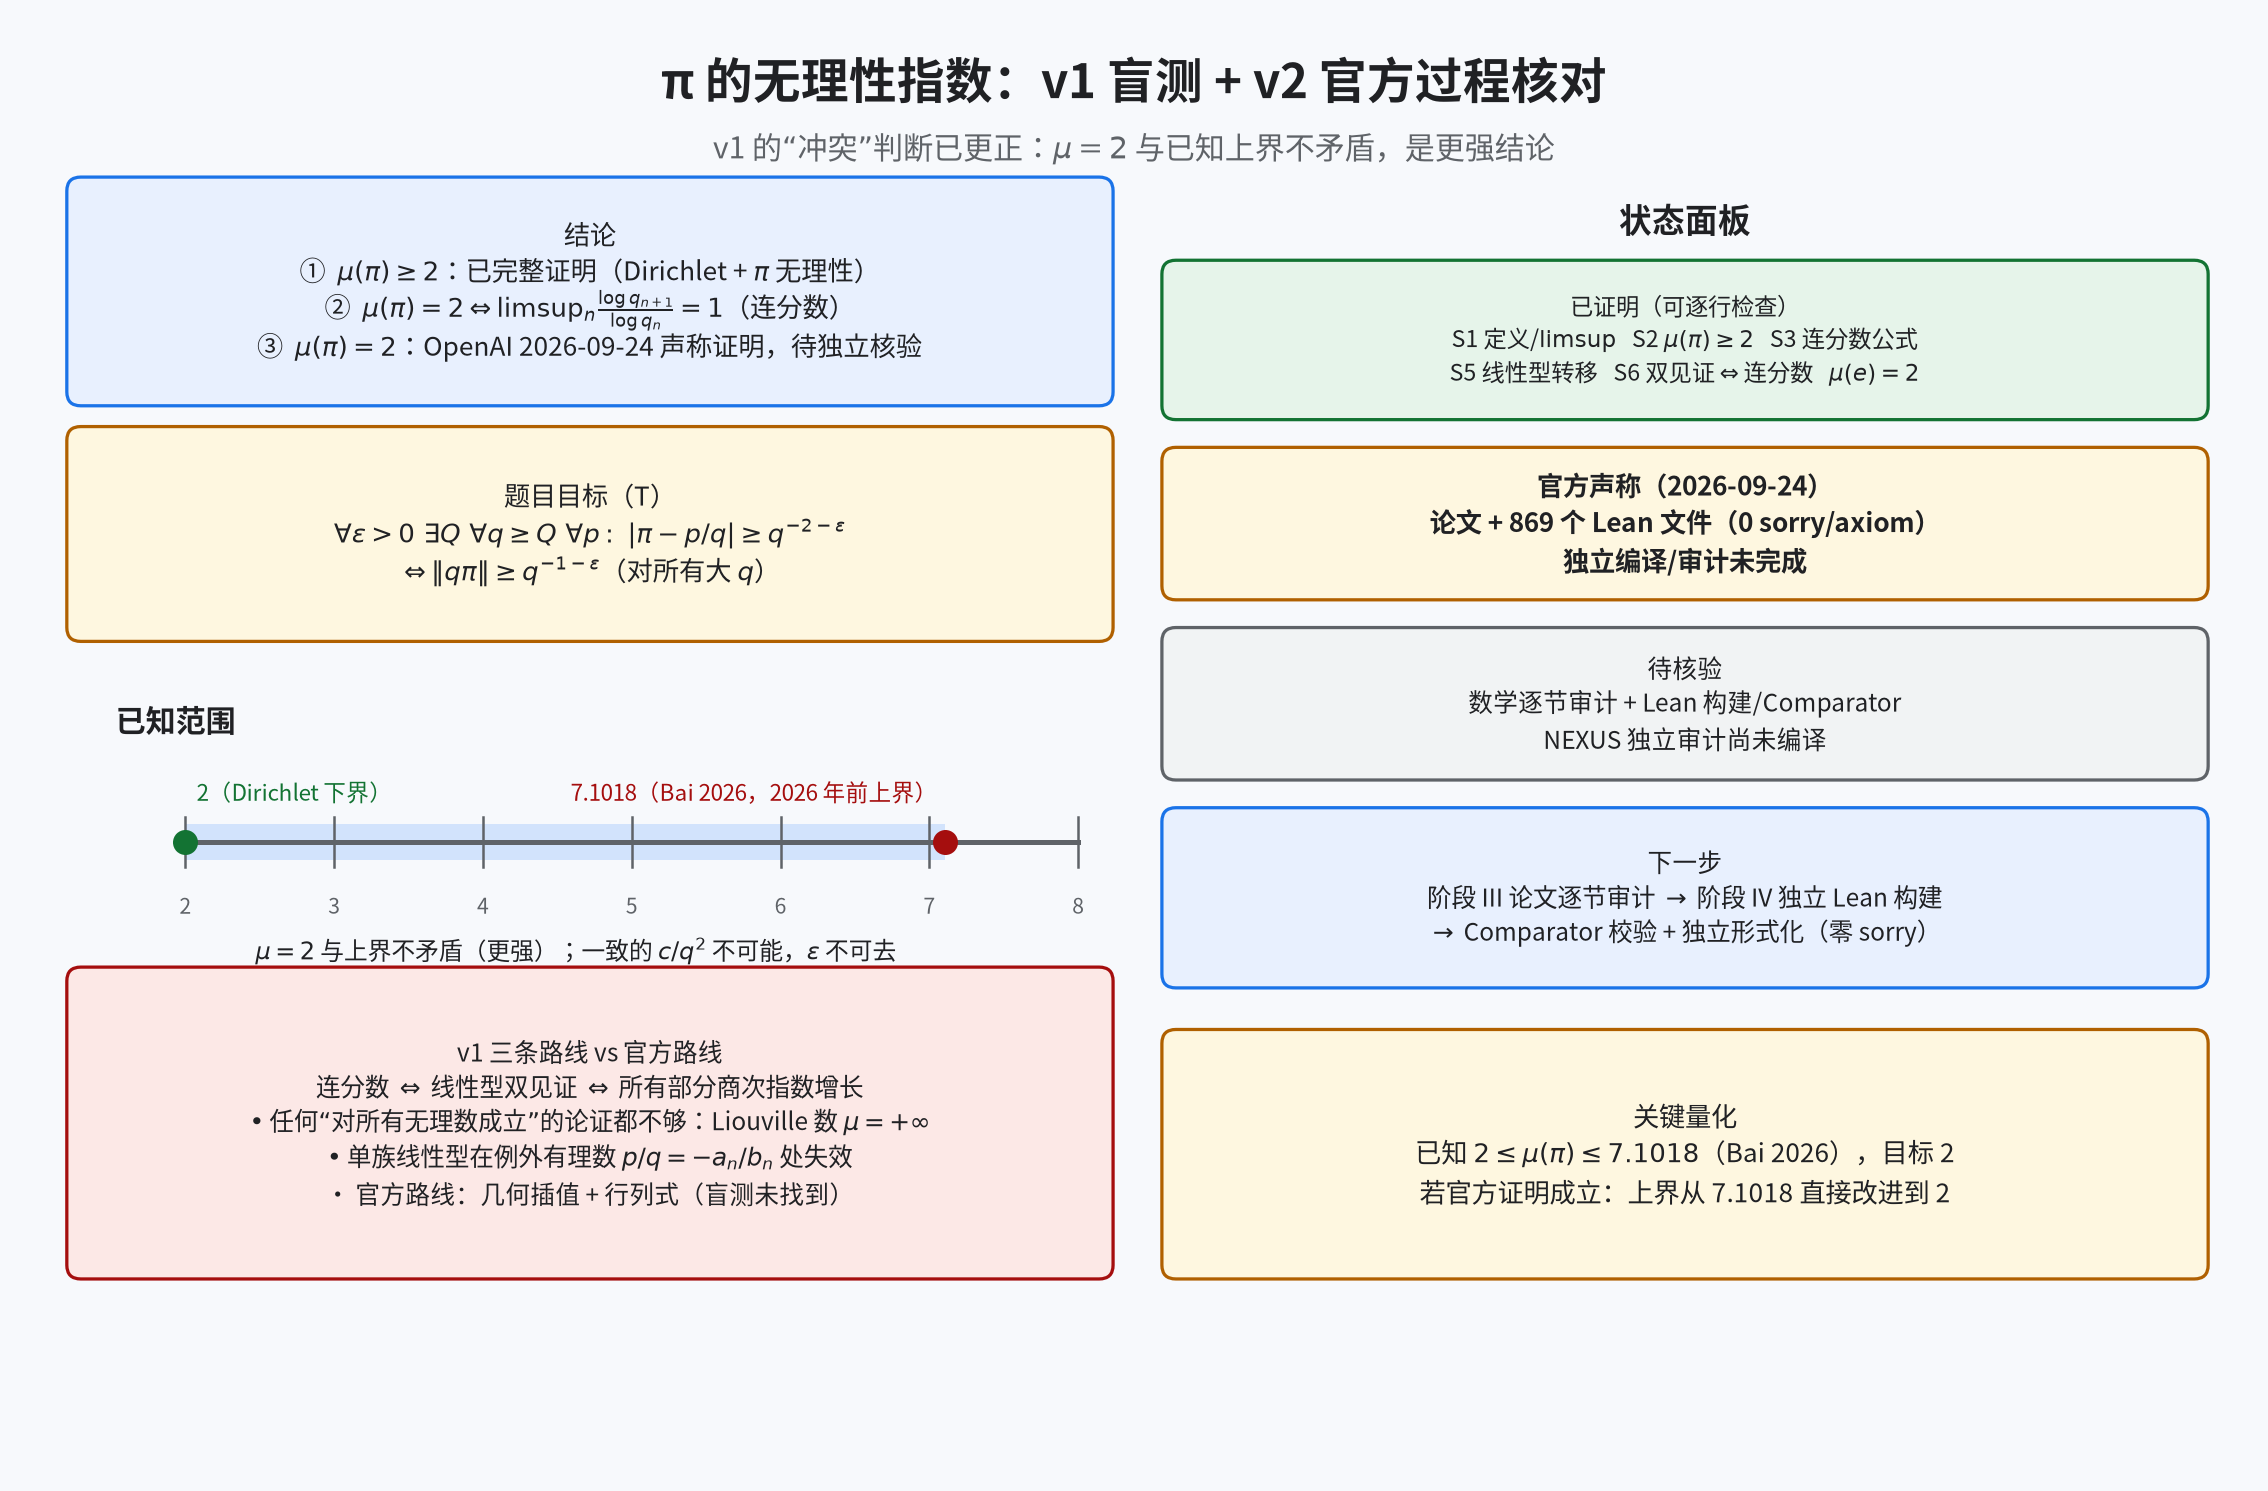 π 的无理性指数：v1 盲测 + v2 官方过程核对
v1 的“冲突”判断已更正：μ = 2 与已知上界不矛盾，是更强结论
结论
① μ(π) ≥ 2：已完整证明（Dirichlet + π 无理性）
② μ(π) = 2 ⇔ limsupₙ log qₙ₊₁ / log qₙ = 1（连分数）
③ μ(π) = 2：OpenAI 2026-09-24 声称证明，待独立核验
题目目标（T）
∀ε > 0 ∃Q ∀q ≥ Q ∀p : |π − p/q| ≥ q^{−2−ε}
⇔ ‖qπ‖ ≥ q^{−1−ε}（对所有大 q）
已知范围
2（Dirichlet 下界）
7.1018（Bai 2026，2026 年前上界）
2 3 4 5 6 7 8
μ = 2 与上界不矛盾（更强）；一致的 c/q² 不可能，ε 不可去
v1 三条路线 vs 官方路线
连分数 ⇔ 线性型双见证 ⇔ 所有部分商次指数增长
• 任何“对所有无理数成立”的论证都不够：Liouville 数 μ = +∞
• 单族线性型在例外有理数 p/q = −aₙ/bₙ 处失效
• 官方路线：几何插值 + 行列式（盲测未找到）
状态面板
已证明（可逐行检查）
S1 定义/limsup S2 μ(π) ≥ 2 S3 连分数公式
S5 线性型转移 S6 双见证 ⇔ 连分数 μ(e) = 2
官方声称（2026-09-24）
论文 + 869 个 Lean 文件（0 sorry/axiom）
独立编译/审计未完成
待核验
数学逐节审计 + Lean 构建/Comparator
NEXUS 独立审计尚未编译
下一步
阶段 III 论文逐节审计 → 阶段 IV 独立 Lean 构建
→ Comparator 校验 + 独立形式化（零 sorry）
关键量化
已知 2 ≤ μ(π) ≤ 7.1018（Bai 2026），目标 2
若官方证明成立：上界从 7.1018 直接改进到 2